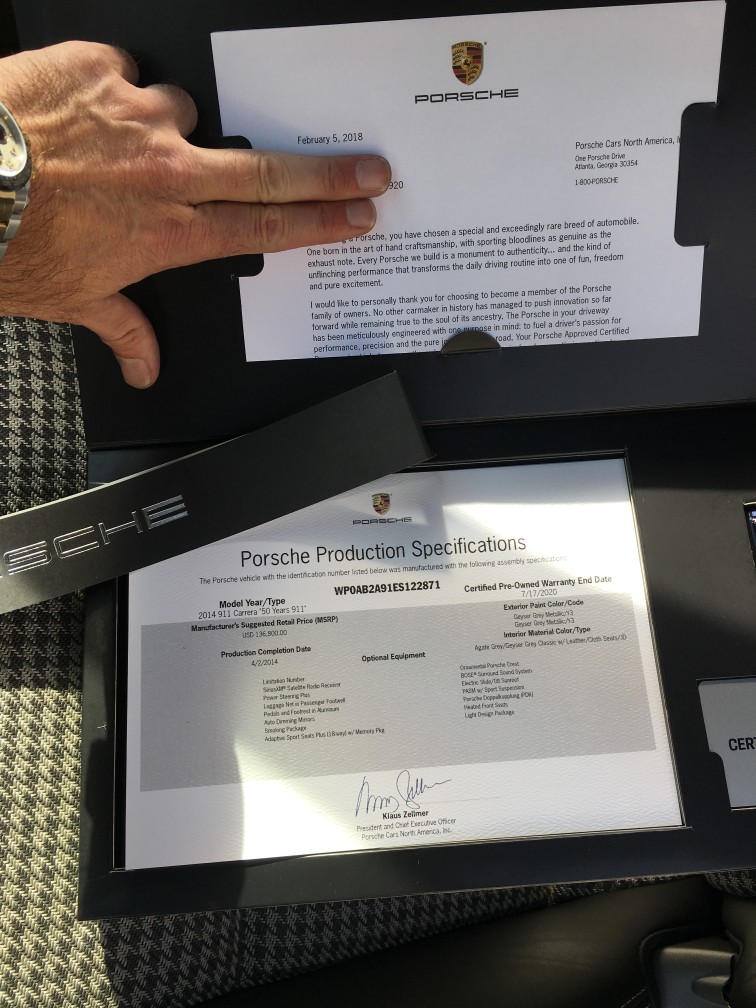 PORSCHE
February 5, 2018
Porsche Cars North America,
One Porsche Drive
Atlanta, Georgia 30354
920
1-800-PORSCHE
a Porsche, you have chosen a special and exceedingly rare breed of automobile.
One born in the art of hand craftsmanship, with sporting bloodlines as genuine as the
exhaust note. Every Porsche we build is a monument to authenticity... and the kind of
unflinching performance that transforms the daily driving routine into one of fun, freedom
and pure excitement.
I would like to personally thank you for choosing to become a member of the Porsche
family of owners. No other carmaker in history has managed to push innovation so far
forward while remaining true to the soul of its ancestry. The Porsche in your driveway
has been meticulously engineered with one purpose in mind: to fuel a driver's passion for
performance, precision and the pure road. Your Porsche Approved Certified
RSCHE
PORSCHE
Porsche Production Specifications
The Porsche vehicle with the identification number listed below was manufactured with the following assembly specifications
WP0AB2A91ES122871
Model Year/Type
2014 911 Carrera "50 Years 911"
Manufacturer's Suggested Retail Price (MSRP)
USD 136,800.00
Production Completion Date
4/2/2014
Certified Pre-Owned Warranty End Date
7/17/2020
Exterior Paint Color/Code
Geyser Grey Metallic/Y3
Geyser Grey Metallic/Y3
Interior Material Color/Type
Agate Grey/Geyser Grey Classic w/ Leather/Cloth Seats/JD
Optional Equipment
Limitation Number
SiriusXM® Satellite Radio Receiver
Power Steering Plus
Luggage Net in Passenger Footwell
Pedals and Footrest in Aluminum
Auto Dimming Mirrors
Smoking Package
Adaptive Sport Seats Plus (18-way) w/ Memory Pkg
Ornamental Porsche Crest
BOSE® Surround Sound System
Electric Slide/Tilt Sunroof
PASM w/ Sport Suspension
Porsche Doppelkupplung (PDK)
Heated Front Seats
Light Design Package
Klaus Zellmer
President and Chief Executive Officer
Porsche Cars North America, Inc.
CERT